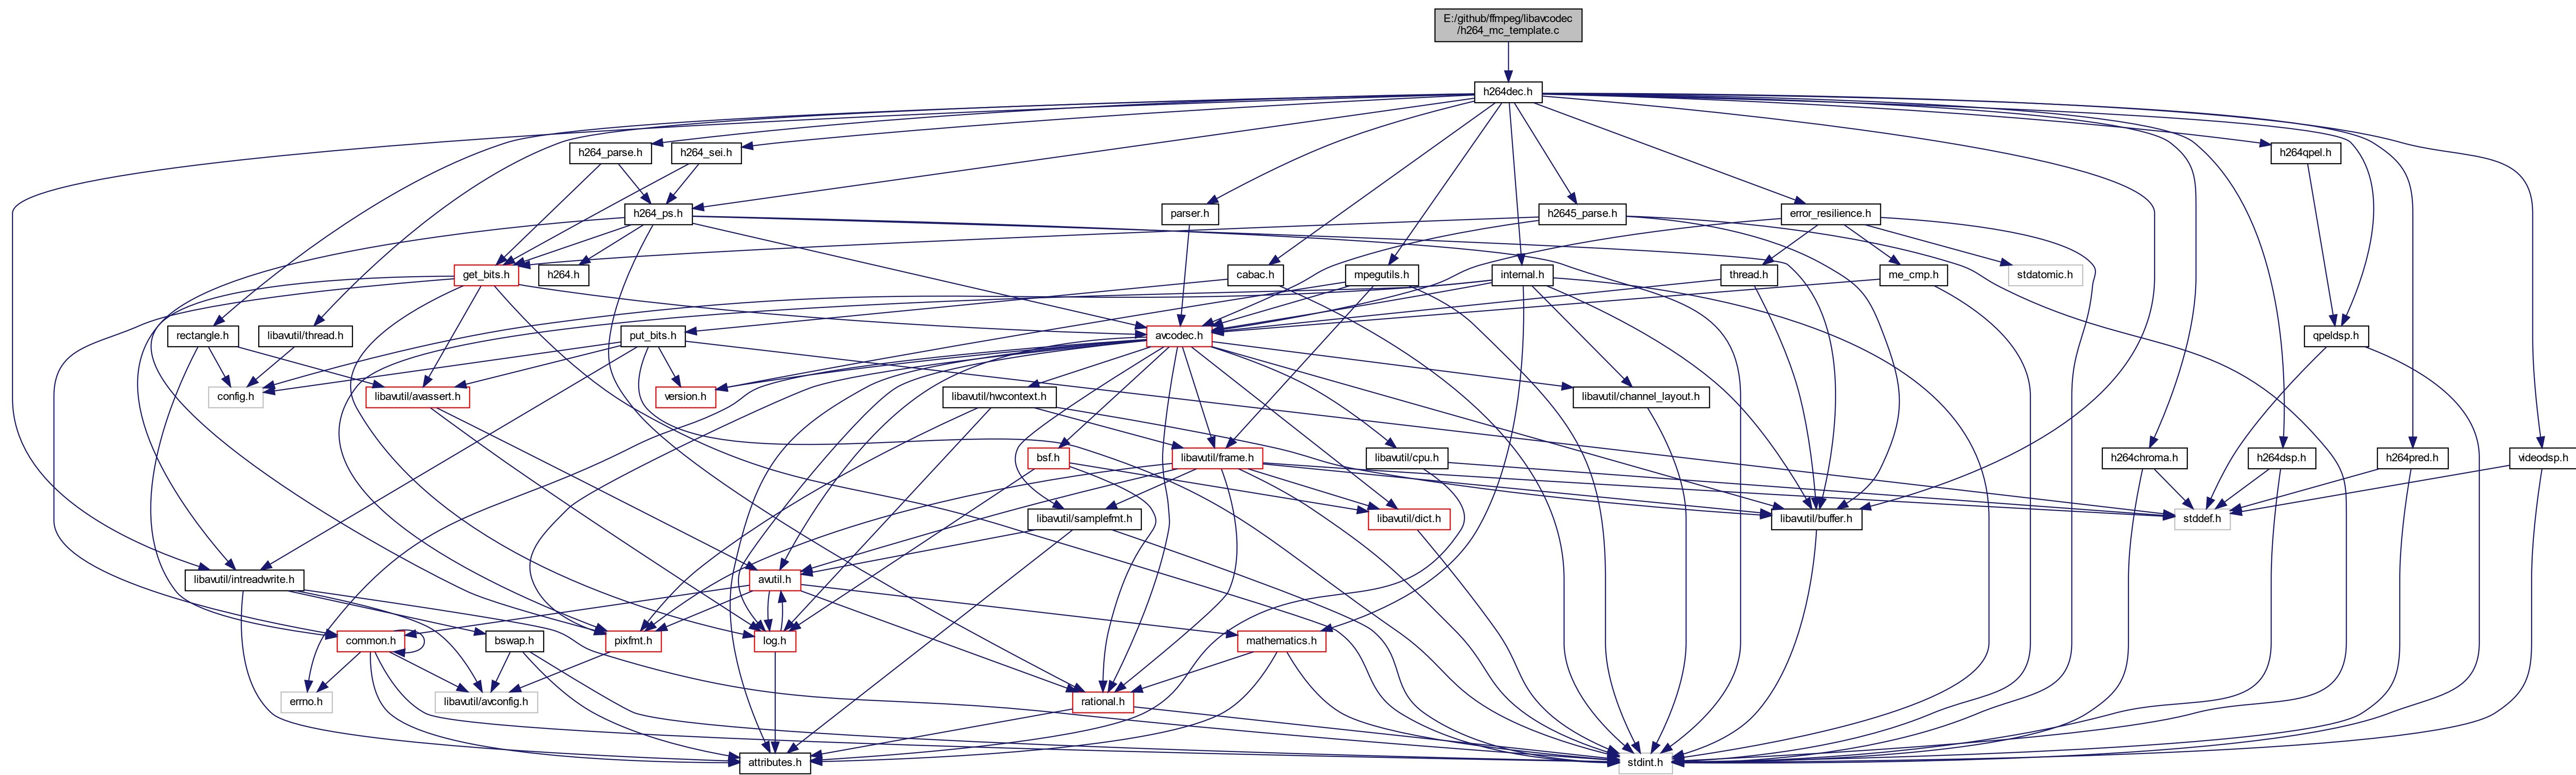 E:/github/ffmpeg/libavcodec
/h264_mc_template.c
h264dec.h
h264_parse.h
h264_sei.h
h264qpel.h
h264_ps.h
parser.h
h2645_parse.h
error_resilience.h
get_bits.h
h264.h
cabac.h
mpegutils.h
internal.h
thread.h
me_cmp.h
stdatomic.h
rectangle.h
libavutil/thread.h
put_bits.h
avcodec.h
qpeldsp.h
config.h
libavutil/avassert.h
version.h
libavutil/hwcontext.h
libavutil/channel_layout.h
bsf.h
libavutil/frame.h
libavutil/cpu.h
h264chroma.h
h264dsp.h
h264pred.h
videodsp.h
libavutil/samplefmt.h
libavutil/dict.h
libavutil/buffer.h
stddef.h
libavutil/intreadwrite.h
avutil.h
common.h
bswap.h
pixfmt.h
log.h
mathematics.h
errno.h
libavutil/avconfig.h
rational.h
attributes.h
stdint.h